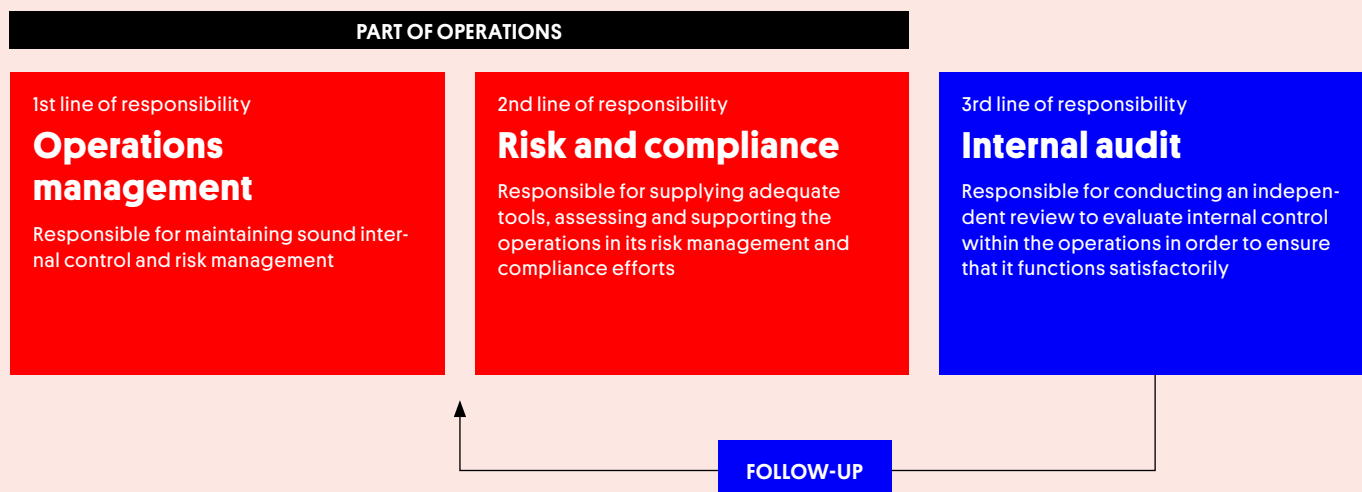 PART OF OPERATIONS
1st line of responsibility
Operations
management
Responsible for maintaining sound inter-
nal control and risk management
2nd line of responsibility
Risk and compliance
Responsible for supplying adequate
tools, assessing and supporting the
operations in its risk management and
compliance efforts
3rd line of responsibility
Internal audit
Responsible for conducting an indepen-
dent review to evaluate internal control
within the operations in order to ensure
that it functions satisfactorily
FOLLOW-UP